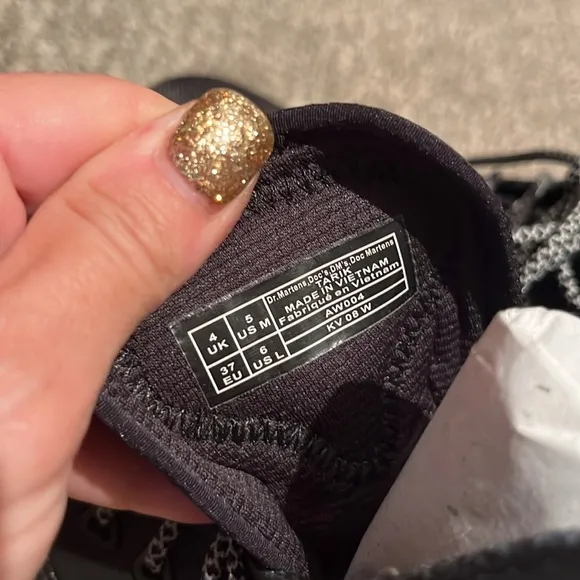 4 UK
5 US M
37 EU
6 US L
Dr.Martens,Doc's,DM's,Doc Martens
TARIK
MADE IN VIETNAM
Fabriqué en Vietnam
AW004
KV 08 W